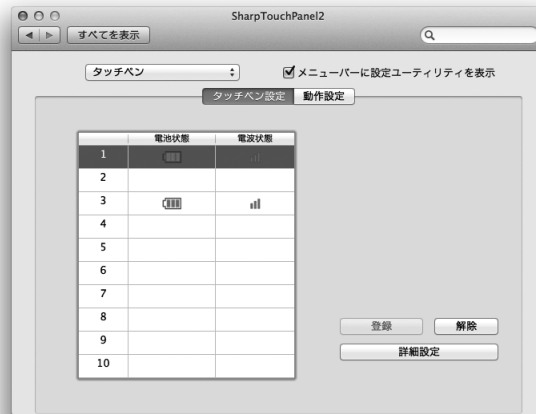 SharpTouchPanel2
すべてを表示
タッチペン
メニューバーに設定ユーティリティを表示
タッチペン設定 動作設定
電池状態 電波状態
1
2
3
4
5
6
7
8
9
10
登録 解除
詳細設定